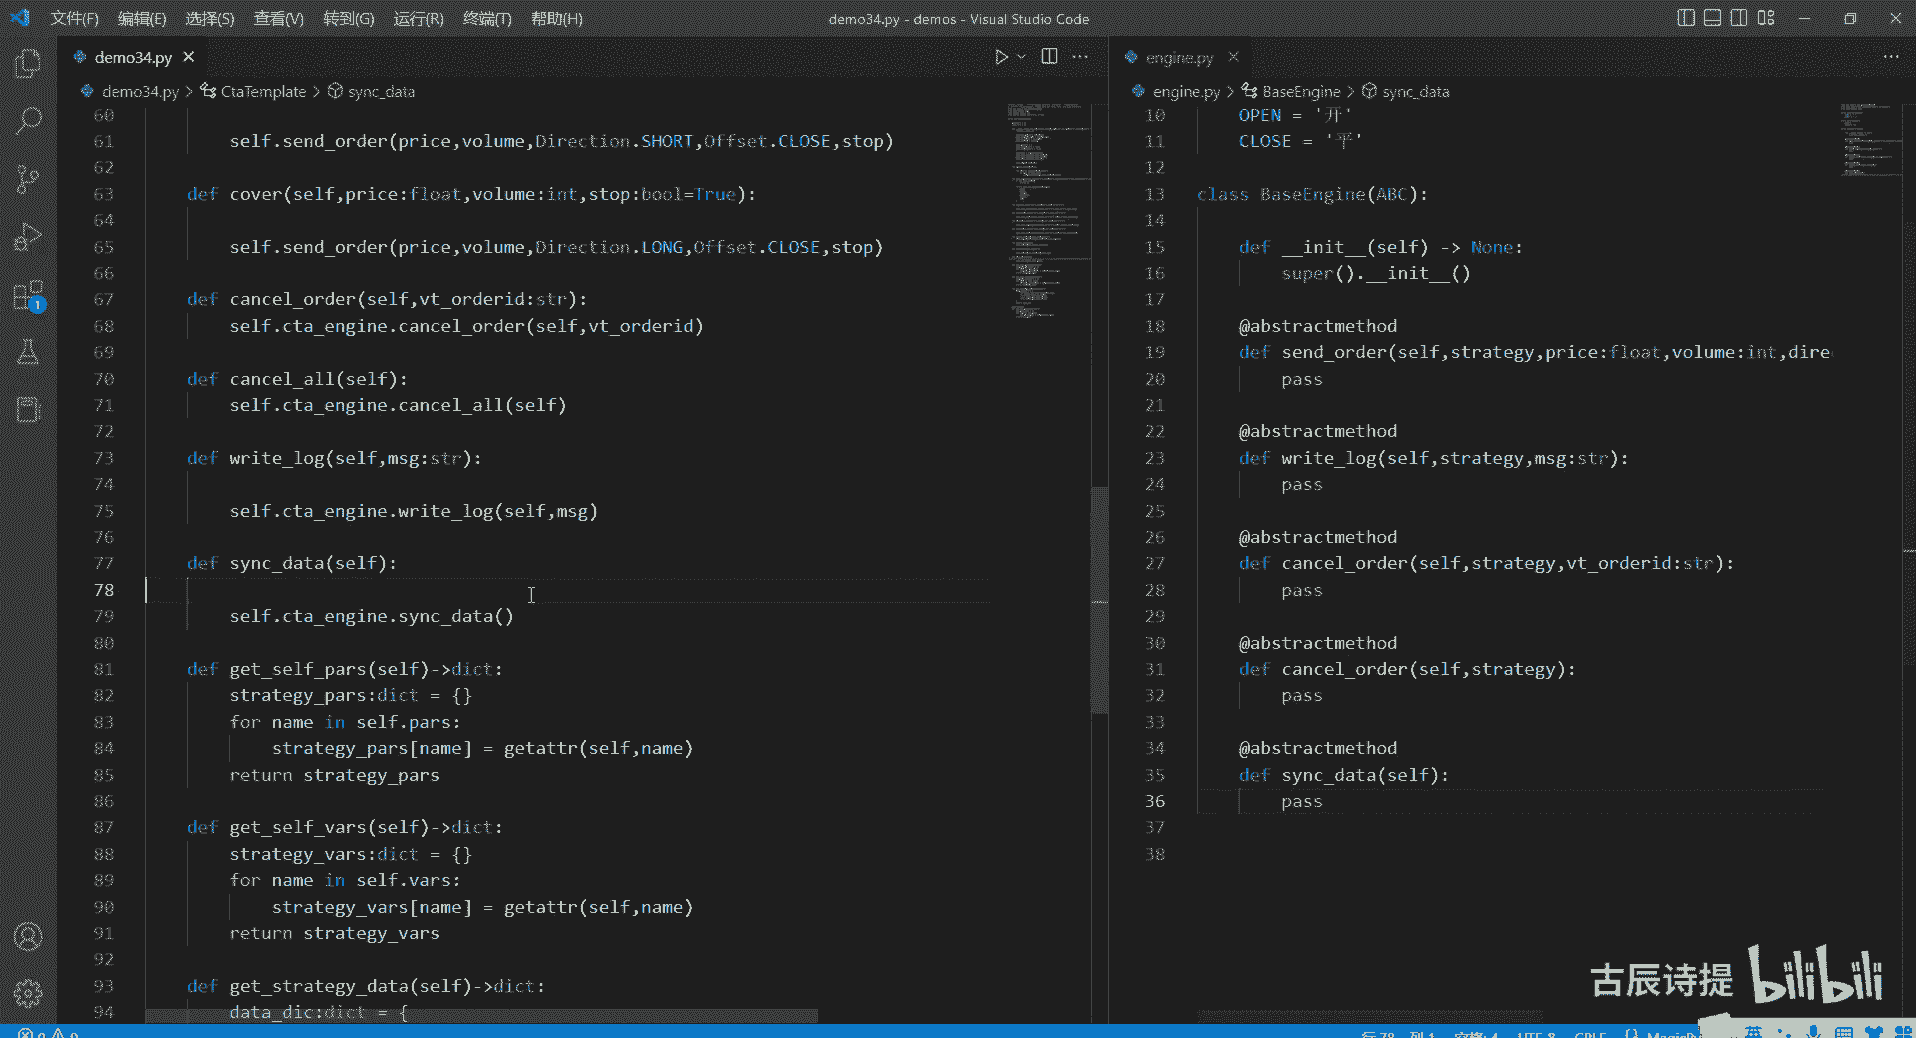 文件(F) 编辑(E) 选择(S) 查看(V) 转到(G) 运行(R) 终端(T) 帮助(H)
demo34.py - demos - Visual Studio Code
demo34.py
demo34.py > CtaTemplate > sync_data
60
61 self.send_order(price,volume,Direction.SHORT,Offset.CLOSE,stop)
62
63 def cover(self,price:float,volume:int,stop:bool=True):
64
65 self.send_order(price,volume,Direction.LONG,Offset.CLOSE,stop)
66
67 def cancel_order(self,vt_orderid:str):
68 self.cta_engine.cancel_order(self,vt_orderid)
69
70 def cancel_all(self):
71 self.cta_engine.cancel_all(self)
72
73 def write_log(self,msg:str):
74
75 self.cta_engine.write_log(self,msg)
76
77 def sync_data(self):
78
79 self.cta_engine.sync_data()
80
81 def get_self_pars(self)->dict:
82 strategy_pars:dict = {}
83 for name in self.pars:
84 strategy_pars[name] = getattr(self,name)
85 return strategy_pars
86
87 def get_self_vars(self)->dict:
88 strategy_vars:dict = {}
89 for name in self.vars:
90 strategy_vars[name] = getattr(self,name)
91 return strategy_vars
92
93 def get_strategy_data(self)->dict:
94 data_dic:dict = {
engine.py
engine.py > BaseEngine > sync_data
10 OPEN = '开'
11 CLOSE = '平'
12
13 class BaseEngine(ABC):
14
15 def __init__(self) -> None:
16 super().__init__()
17
18 @abstractmethod
19 def send_order(self,strategy,price:float,volume:int,dire
20 pass
21
22 @abstractmethod
23 def write_log(self,strategy,msg:str):
24 pass
25
26 @abstractmethod
27 def cancel_order(self,strategy,vt_orderid:str):
28 pass
29
30 @abstractmethod
31 def cancel_order(self,strategy):
32 pass
33
34 @abstractmethod
35 def sync_data(self):
36 pass
37
38
1
古辰诗提 bilibili
英